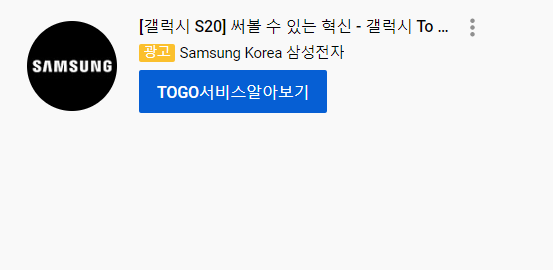 [갤럭시 S20] 써볼 수 있는 혁신 - 갤럭시 To ...
SAMSUNG
광고 Samsung Korea 삼성전자
TOGO서비스알아보기